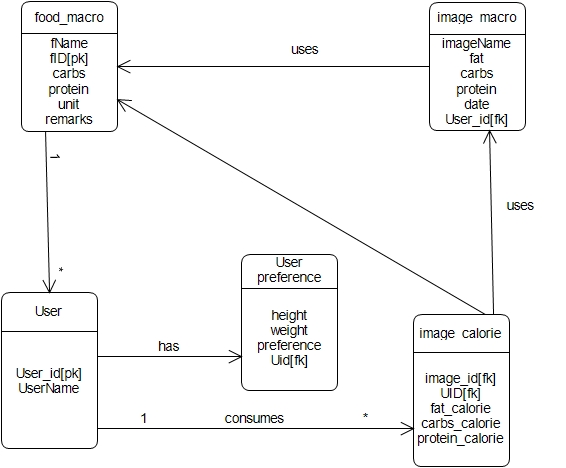 food_macro
fName
fID[pk]
carbs
protein
unit
remarks
uses
image_macro
imageName
fat
carbs
protein
date
User_id[fk]
1
*
uses
User
User_id[pk]
UserName
has
User
preference
height
weight
preference
Uid[fk]
1
consumes
*
image_calorie
image_id[fk]
UID[fk]
fat_calorie
carbs_calorie
protein_calorie